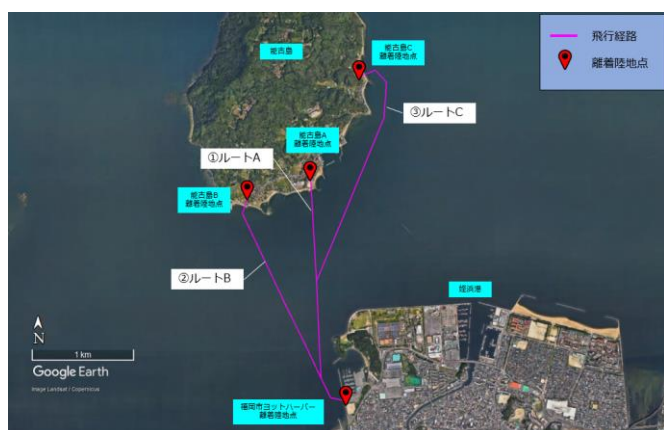 飛行経路
離着陸地点
能古島
能古島C
離着陸地点
③ルートC
能古島A
離着陸地点
①ルートA
能古島B
離着陸地点
②ルートB
姪浜港
N
1 km
Google Earth
Image Landsat / Copernicus
福岡市ヨットハーバー
離着陸地点